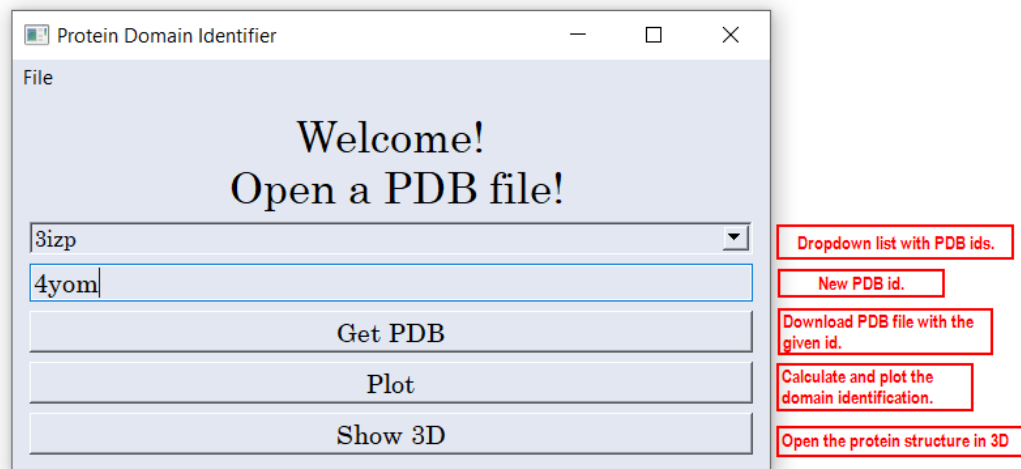 Protein Domain Identifier
File
Welcome!
Open a PDB file!
3izp
Dropdown list with PDB ids.
4yom
New PDB id.
Get PDB
Download PDB file with the
given id.
Plot
Calculate and plot the
domain identification.
Show 3D
Open the protein structure in 3D